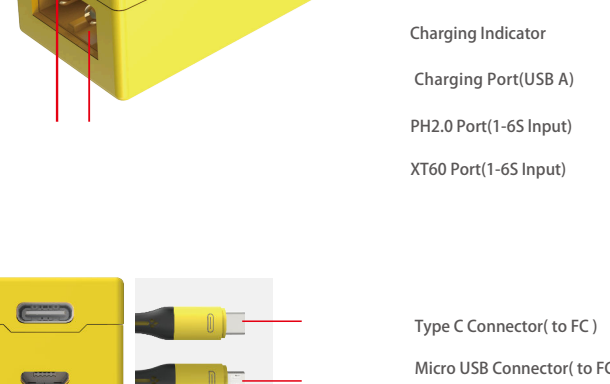 Charging Indicator
Charging Port(USB A)
PH2.0 Port(1-6S Input)
XT60 Port(1-6S Input)
Type C Connector( to FC )
Micro USB Connector( to FC